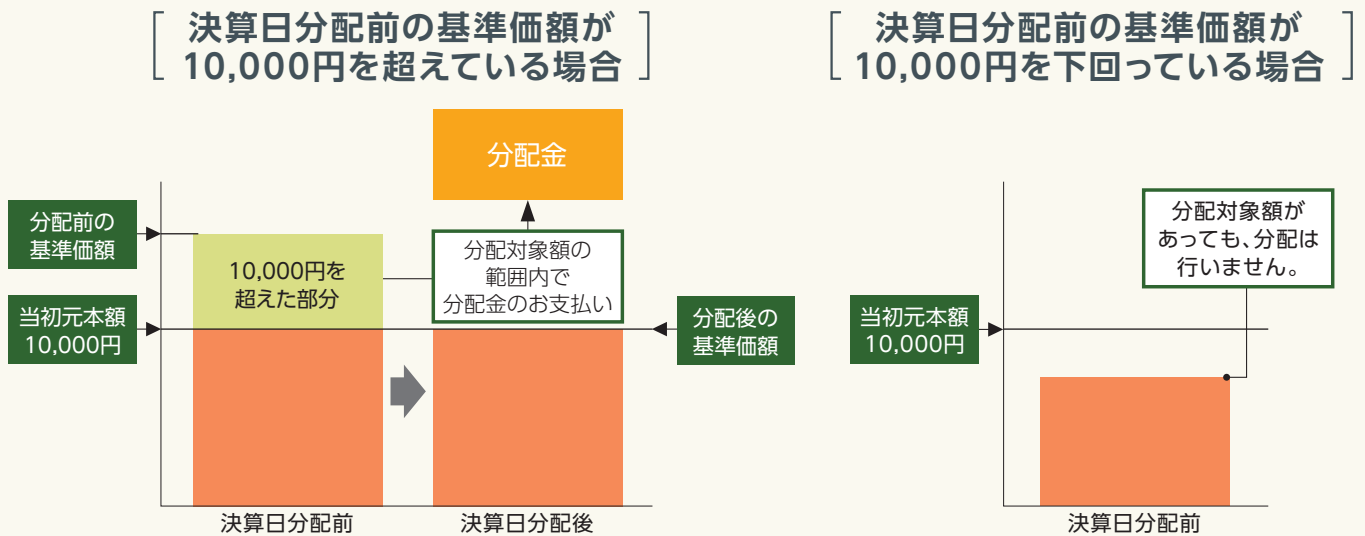 決算日分配前の基準価額が
10,000円を超えている場合
分配金
分配前の
基準価額
10,000円を
超えた部分
分配対象額の
範囲内で
分配金のお支払い
当初元本額
10,000円
分配後の
基準価額
決算日分配前
決算日分配後
決算日分配前の基準価額が
10,000円を下回っている場合
分配対象額が
あっても、分配は
行いません。
当初元本額
10,000円
決算日分配前